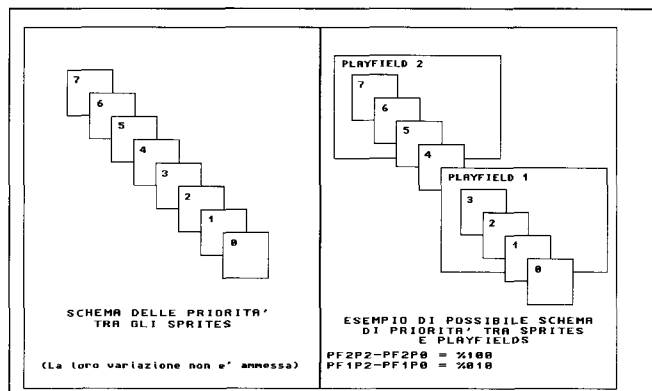 7
6
5
4
3
2
1
0
SCHEMA DELLE PRIORITA'
TRA GLI SPRITES
(La loro variazione non e' ammessa)
PLAYFIELD 2
7
6
5
4
PLAYFIELD 1
3
2
1
0
ESEMPIO DI POSSIBILE SCHEMA
DI PRIORITA' TRA SPRITES
E PLAYFIELDS
PF2P2-PF2P0 = %100
PF1P2-PF1P0 = %010